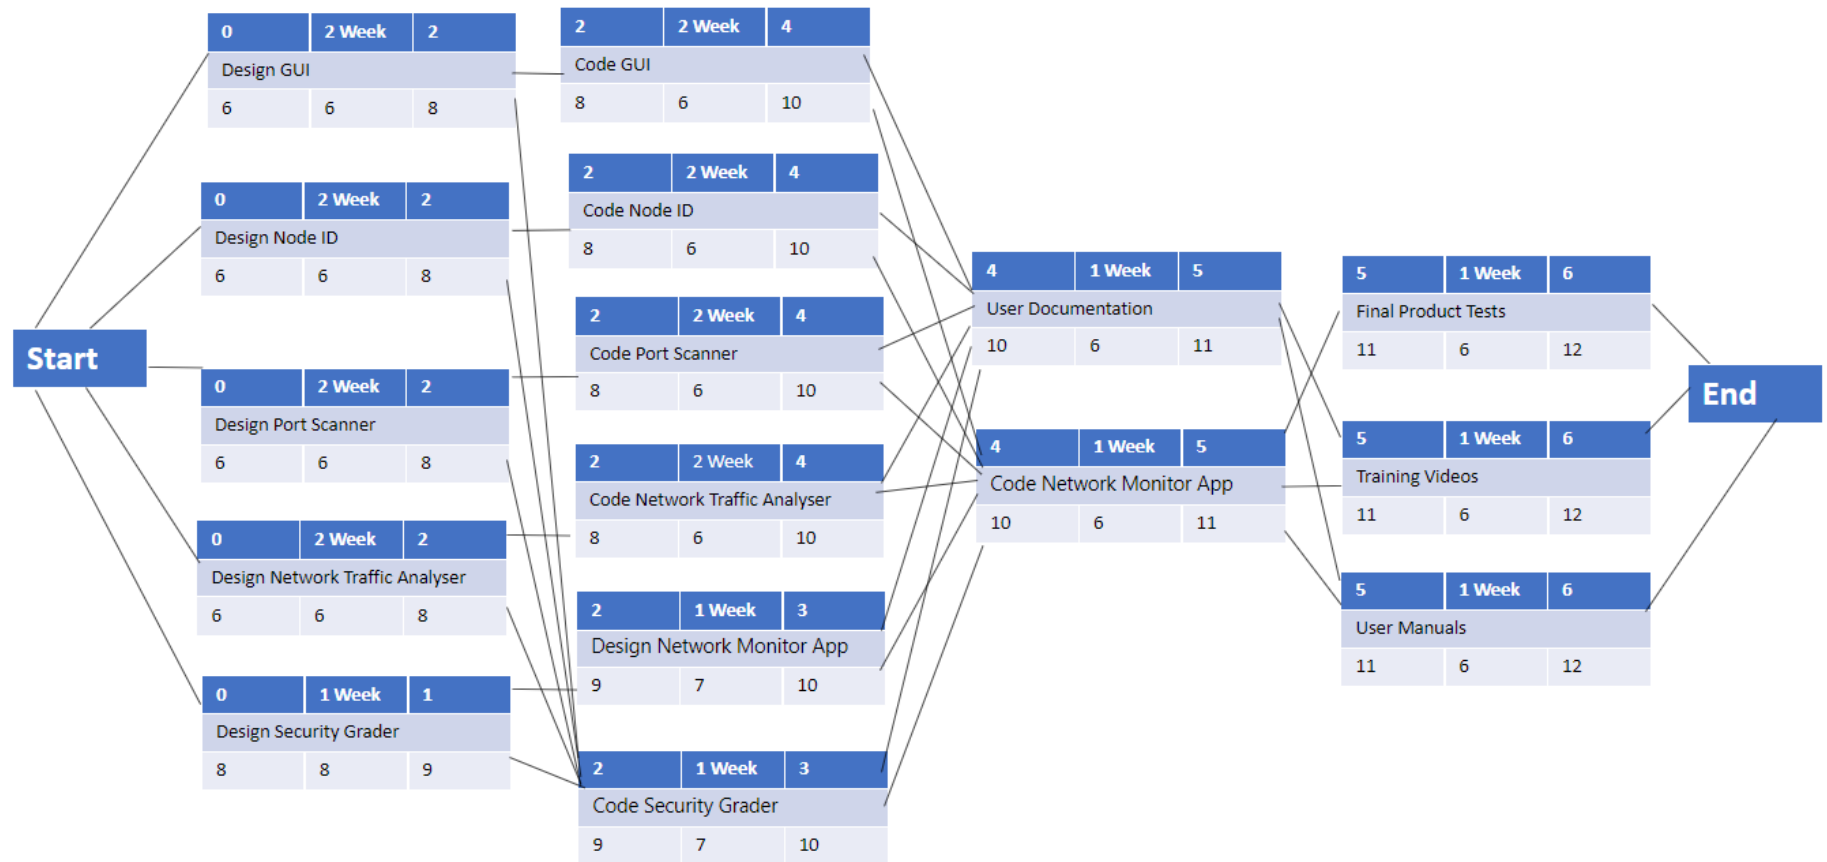 Start
0 2 Week 2
Design GUI
6 6 8
0 2 Week 2
Design Node ID
6 6 8
0 2 Week 2
Design Port Scanner
6 6 8
0 2 Week 2
Design Network Traffic Analyser
6 6 8
0 1 Week 1
Design Security Grader
8 8 9
2 2 Week 4
Code GUI
8 6 10
2 2 Week 4
Code Node ID
8 6 10
2 2 Week 4
Code Port Scanner
8 6 10
2 2 Week 4
Code Network Traffic Analyser
8 6 10
2 1 Week 3
Design Network Monitor App
9 7 10
2 1 Week 3
Code Security Grader
9 7 10
4 1 Week 5
User Documentation
10 6 11
4 1 Week 5
Code Network Monitor App
10 6 11
5 1 Week 6
Final Product Tests
11 6 12
5 1 Week 6
Training Videos
11 6 12
5 1 Week 6
User Manuals
11 6 12
End